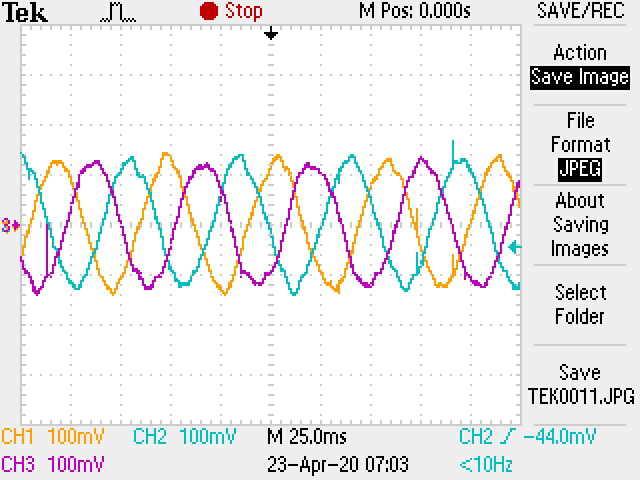 Tek Stop M Pos: 0.000s SAVE/REC
Action
Save Image
File
Format
JPEG
About
Saving
Images
Select
Folder
Save
TEK0011.JPG
3
CH1 100mV CH2 100mV M 25.0ms CH2 -44.0mV
CH3 100mV 23-Apr-20 07:03 <10Hz